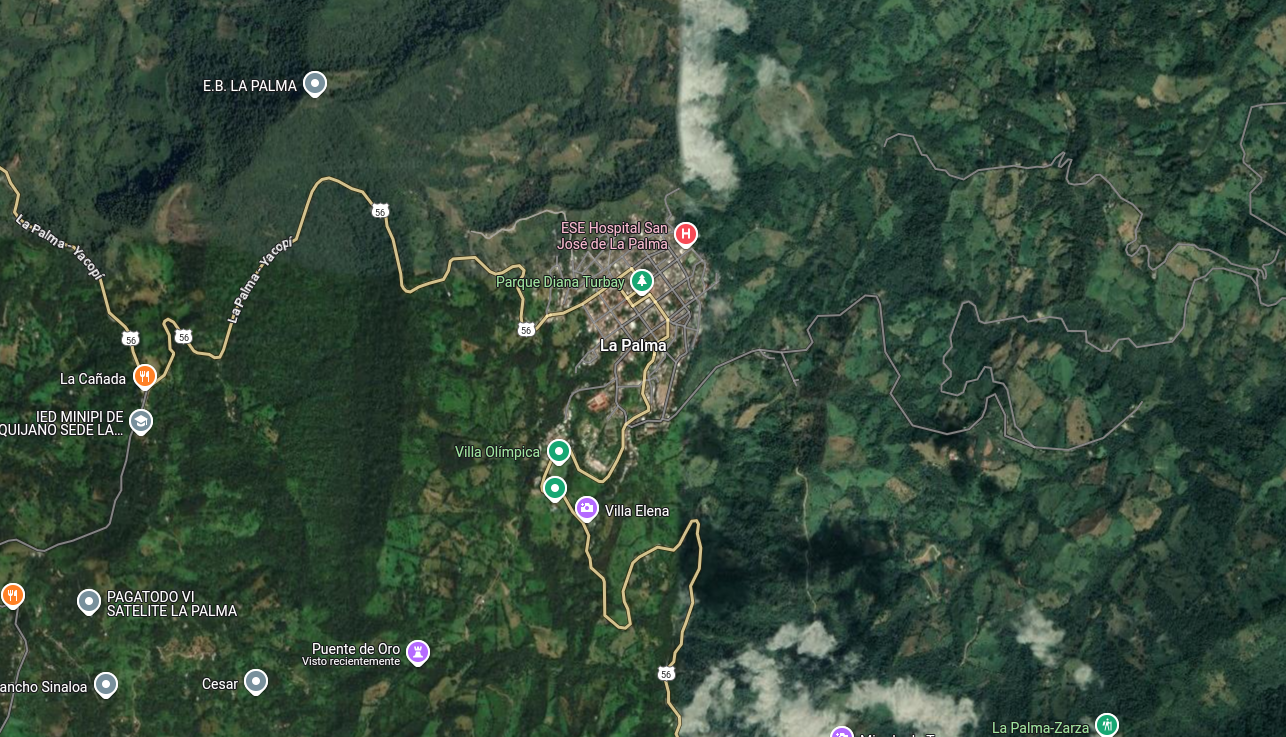 E.B. LA PALMA
56
La Palma - Yacopí
ESE Hospital San
José de La Palma
La Palma - Yacopí
Parque Diana Turbay
56
56
56
La Palma
La Cañada
IED MINIPI DE
QUIJANO SEDE LA...
Villa Olímpica
Villa Elena
PAGATODO VI
SATELITE LA PALMA
Puente de Oro
Visto recientemente
56
Cesar
ancho Sinaloa
La Palma-Zarza